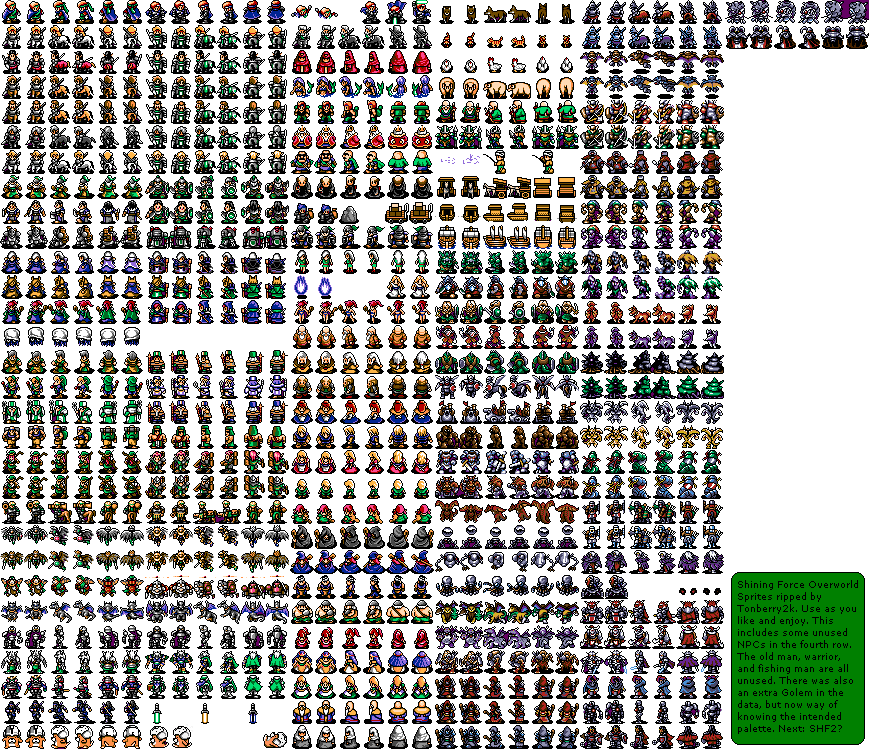 Shining Force Overworld
Sprites ripped by
Tonberry2k. Use as you
like and enjoy. This
includes some unused
NPCs in the fourth row.
The old man, warrior,
and fishing man are all
unused. There was also
an extra Golem in the
data, but now way of
knowing the intended
palette. Next: SHF2?